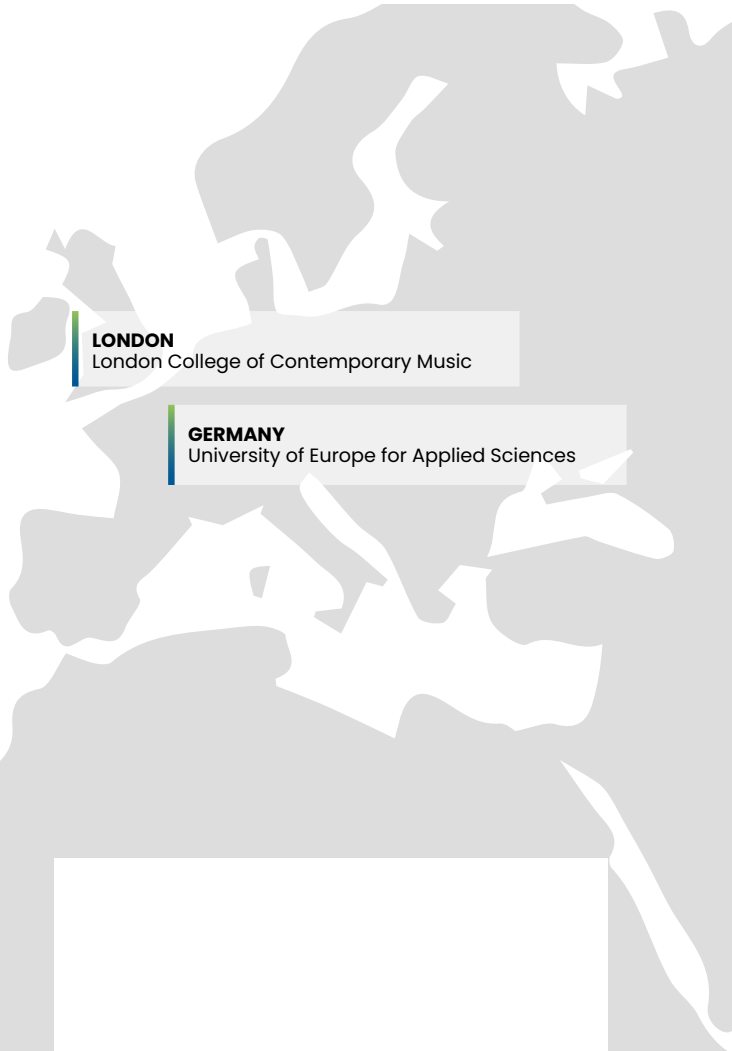 LONDON
London College of Contemporary Music
GERMANY
University of Europe for Applied Sciences